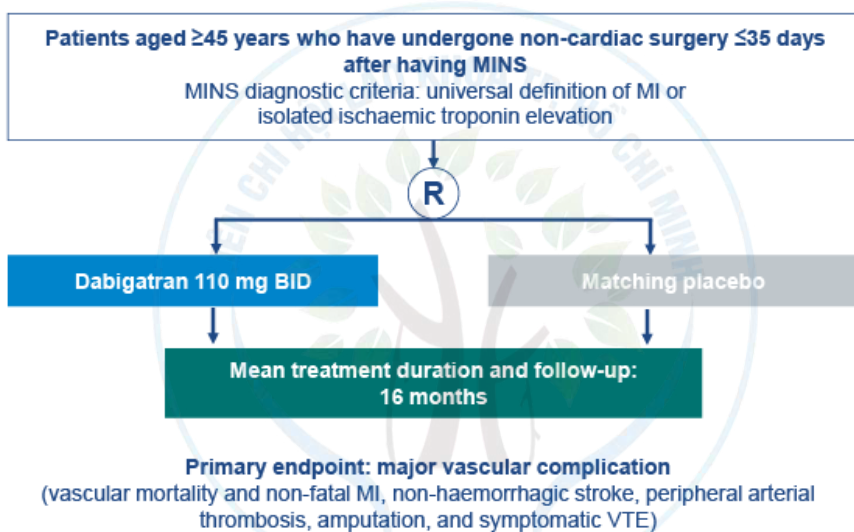 Patients aged ≥45 years who have undergone non-cardiac surgery ≤35 days
after having MINS
MINS diagnostic criteria: universal definition of MI or
isolated ischaemic troponin elevation
R
Dabigatran 110 mg BID
Matching placebo
Mean treatment duration and follow-up:
16 months
Primary endpoint: major vascular complication
(vascular mortality and non-fatal MI, non-haemorrhagic stroke, peripheral arterial
thrombosis, amputation, and symptomatic VTE)